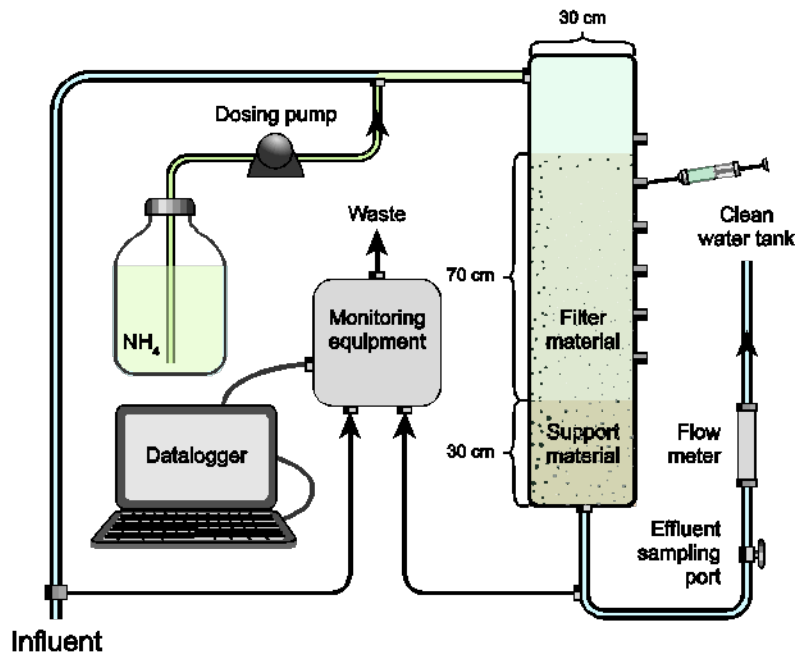 30 cm
Dosing pump
Waste
Clean
water tank
NH4
Monitoring
equipment
70 cm
Filter
material
Datalogger
30 cm
Support
material
Flow
meter
Effluent
sampling
port
Influent